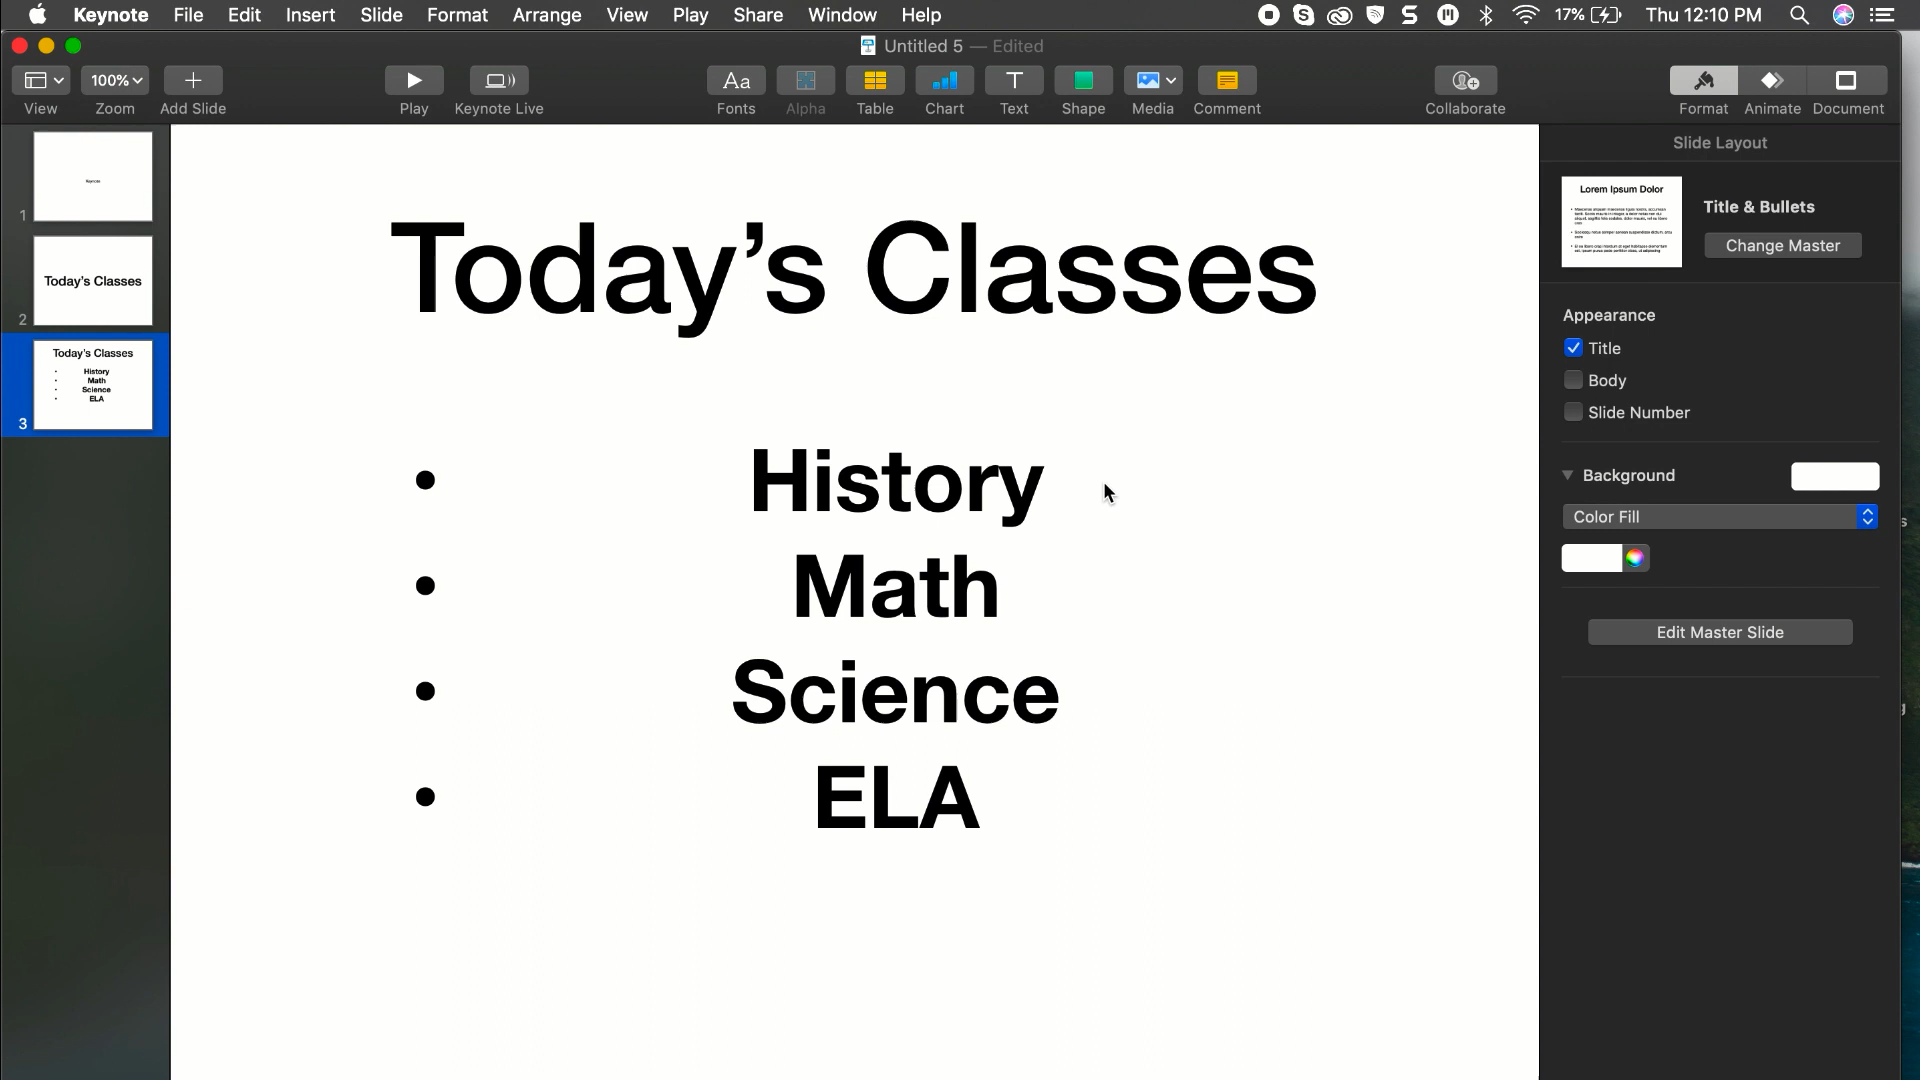 Keynote File Edit Insert Slide Format Arrange View Play Share Window Help 17% Thu 12:10 PM
Untitled 5 — Edited
100%
View Zoom Add Slide Play Keynote Live Fonts Alpha Table Chart Text Shape Media Comment Collaborate Format Animate Document
Slide Layout
Lorem Ipsum Dolor
Title & Bullets
Change Master
Appearance
Title
Body
Slide Number
Background
Color Fill
Edit Master Slide
Keynote
1
Today’s Classes
2
Today’s Classes
• History
• Math
• Science
• ELA
3
Today’s Classes
• History
• Math
• Science
• ELA